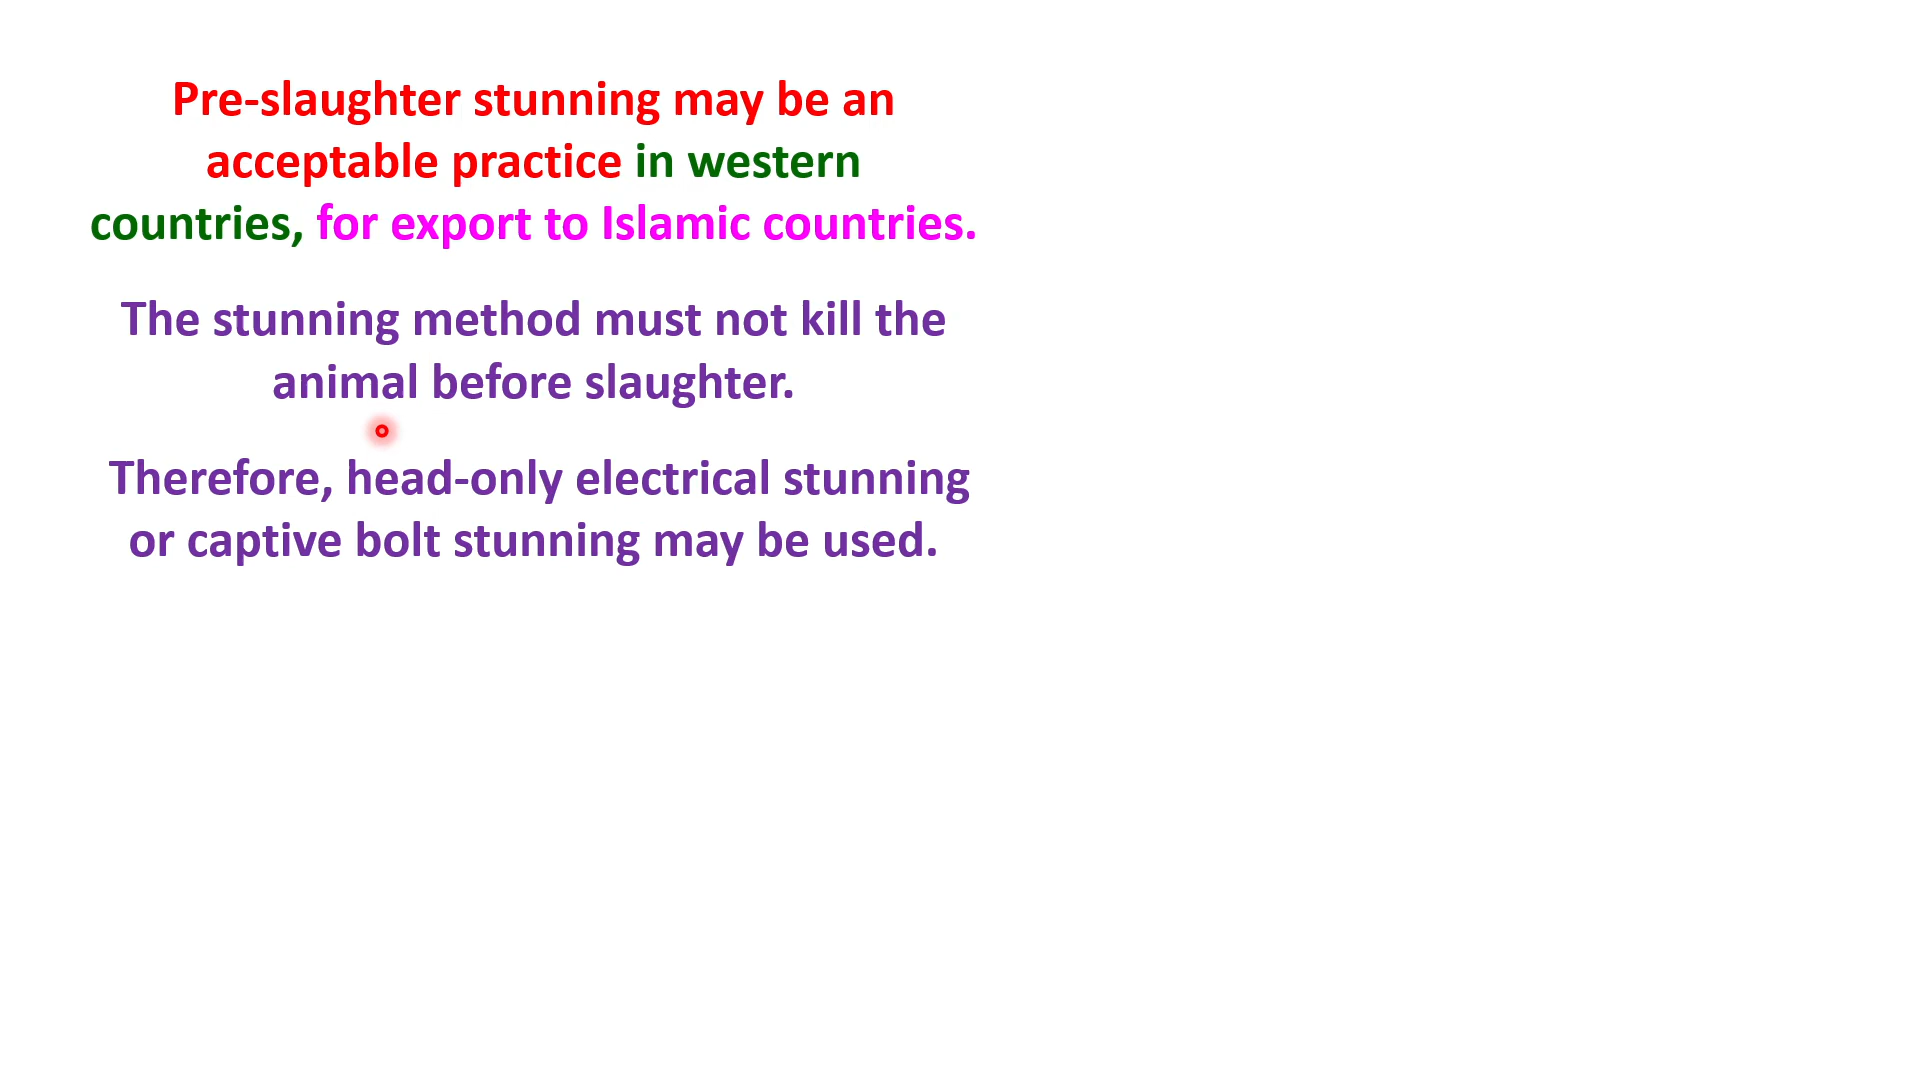 Pre-slaughter stunning may be an
acceptable practice in western
countries, for export to Islamic countries.
The stunning method must not kill the
animal before slaughter.
Therefore, head-only electrical stunning
or captive bolt stunning may be used.